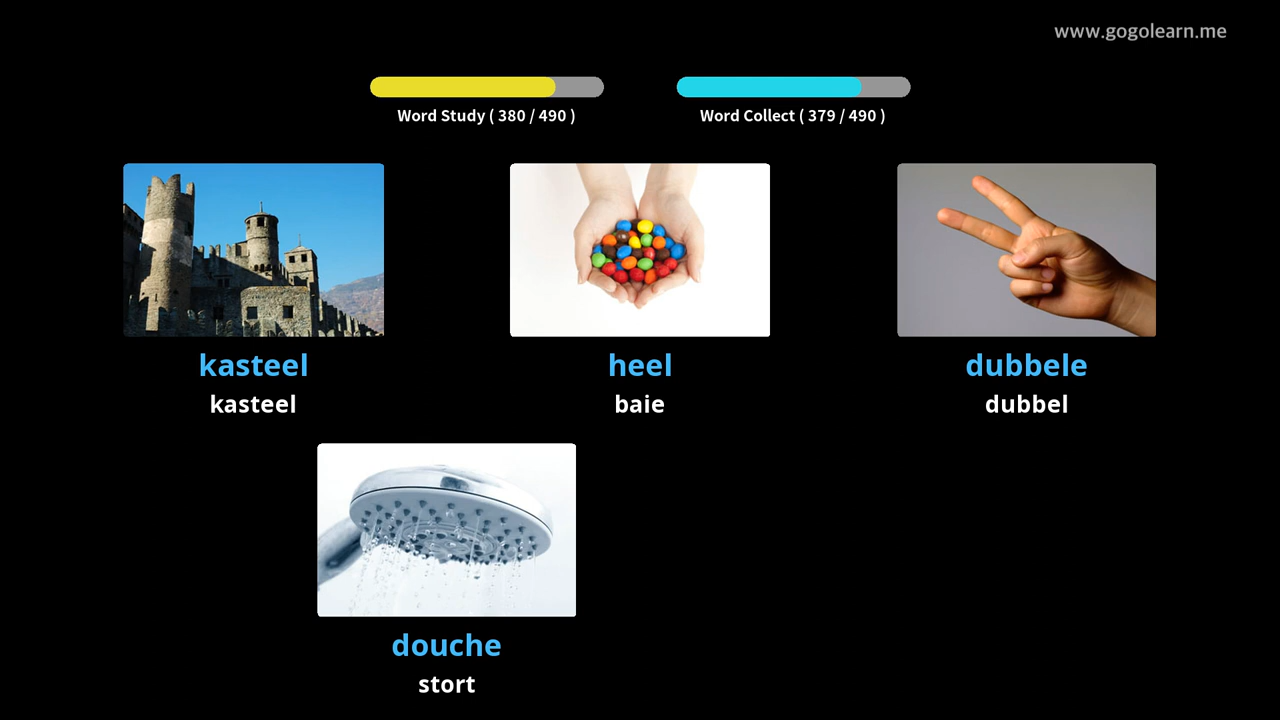 www.gogolearn.me
Word Study ( 380 / 490 )
Word Collect ( 379 / 490 )
kasteel
kasteel
heel
baie
dubbele
dubbel
douche
stort